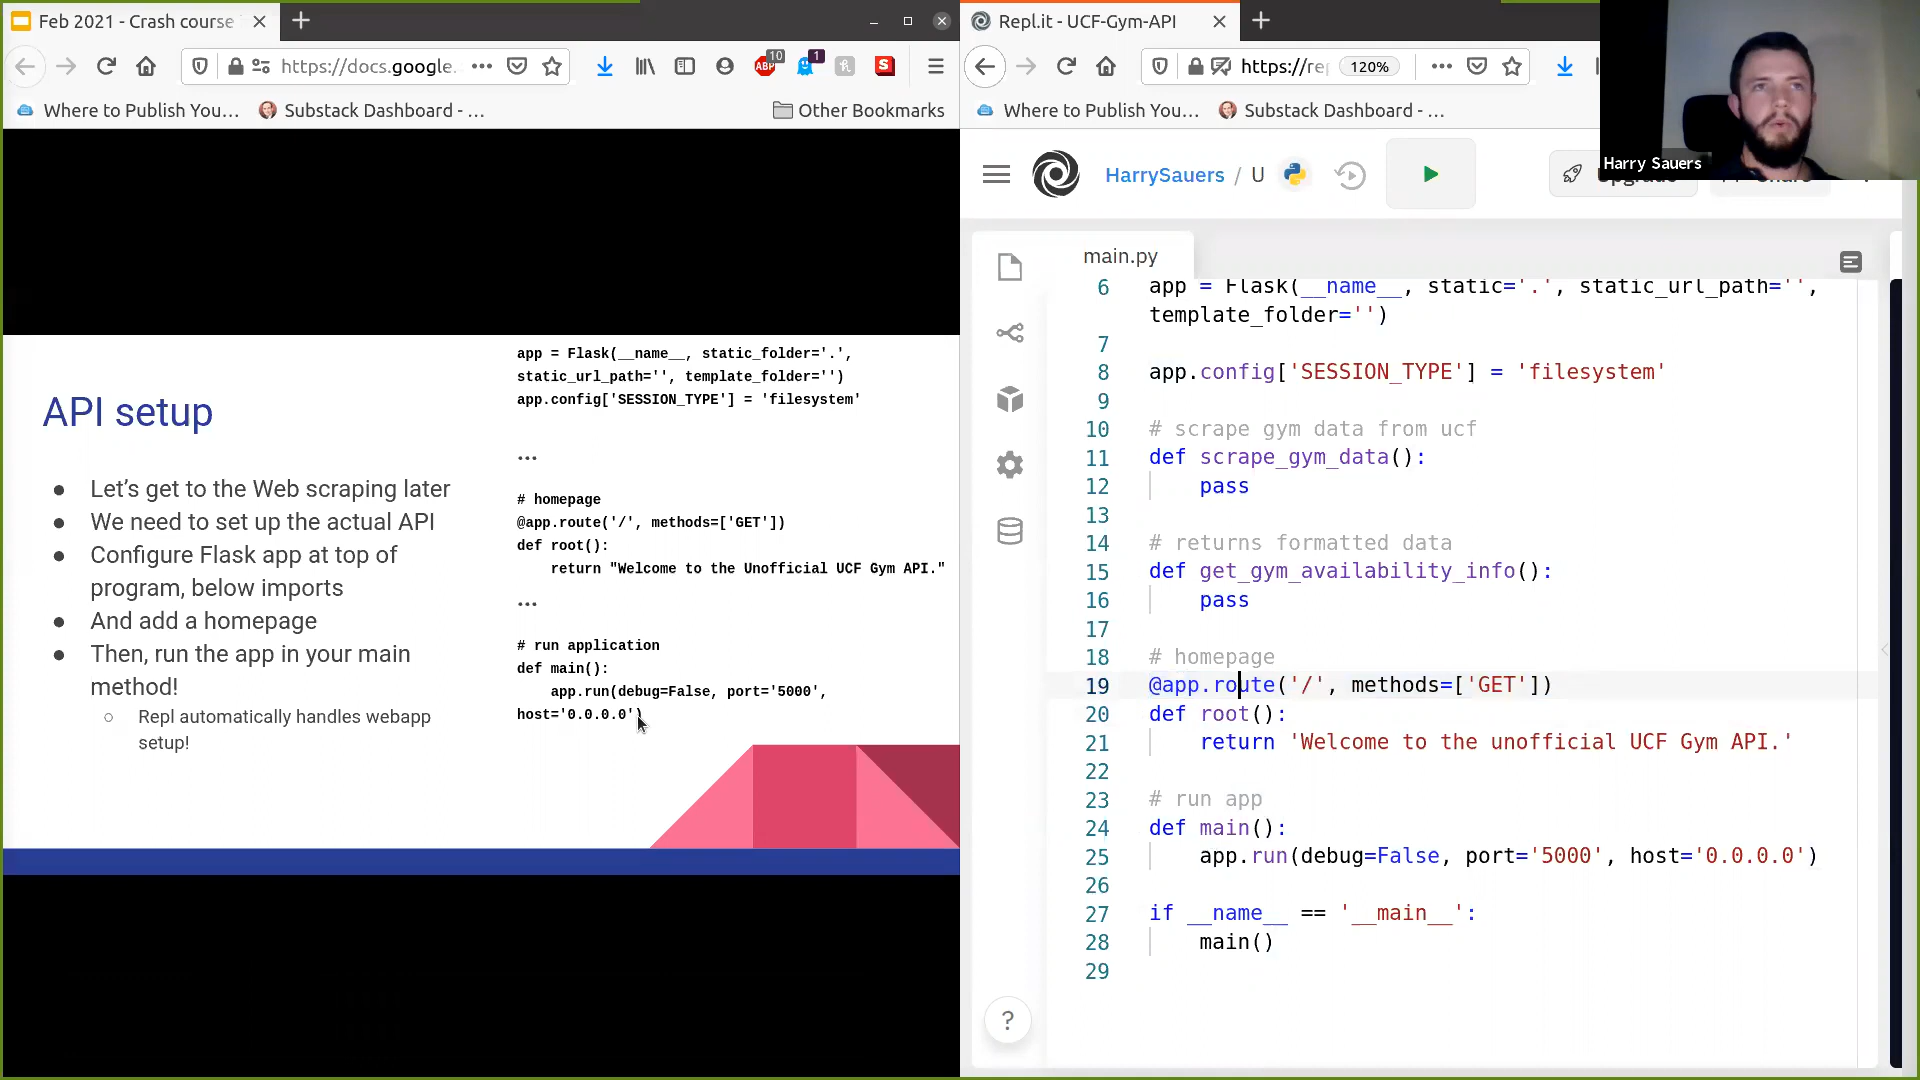 Feb 2021 - Crash course
https://docs.google.
10
1
Where to Publish You...
Substack Dashboard - ...
Other Bookmarks
API setup
● Let's get to the Web scraping later
● We need to set up the actual API
● Configure Flask app at top of
program, below imports
● And add a homepage
● Then, run the app in your main
method!
○ Repl automatically handles webapp
setup!
app = Flask(__name__, static_folder='.',
static_url_path='', template_folder='')
app.config['SESSION_TYPE'] = 'filesystem'
...
# homepage
@app.route('/', methods=['GET'])
def root():
return "Welcome to the Unofficial UCF Gym API."
...
# run application
def main():
app.run(debug=False, port='5000',
host='0.0.0.0')
Repl.it - UCF-Gym-API
https://rep
120%
Where to Publish You...
Substack Dashboard - ...
Harry Sauers
HarrySauers / U
Upgrade
Share
main.py
6 app = Flask(__name__, static='.', static_url_path='',
template_folder='')
7
8 app.config['SESSION_TYPE'] = 'filesystem'
9
10 # scrape gym data from ucf
11 def scrape_gym_data():
12 pass
13
14 # returns formatted data
15 def get_gym_availability_info():
16 pass
17
18 # homepage
19 @app.route('/', methods=['GET'])
20 def root():
21 return 'Welcome to the unofficial UCF Gym API.'
22
23 # run app
24 def main():
25 app.run(debug=False, port='5000', host='0.0.0.0')
26
27 if __name__ == '__main__':
28 main()
29
?